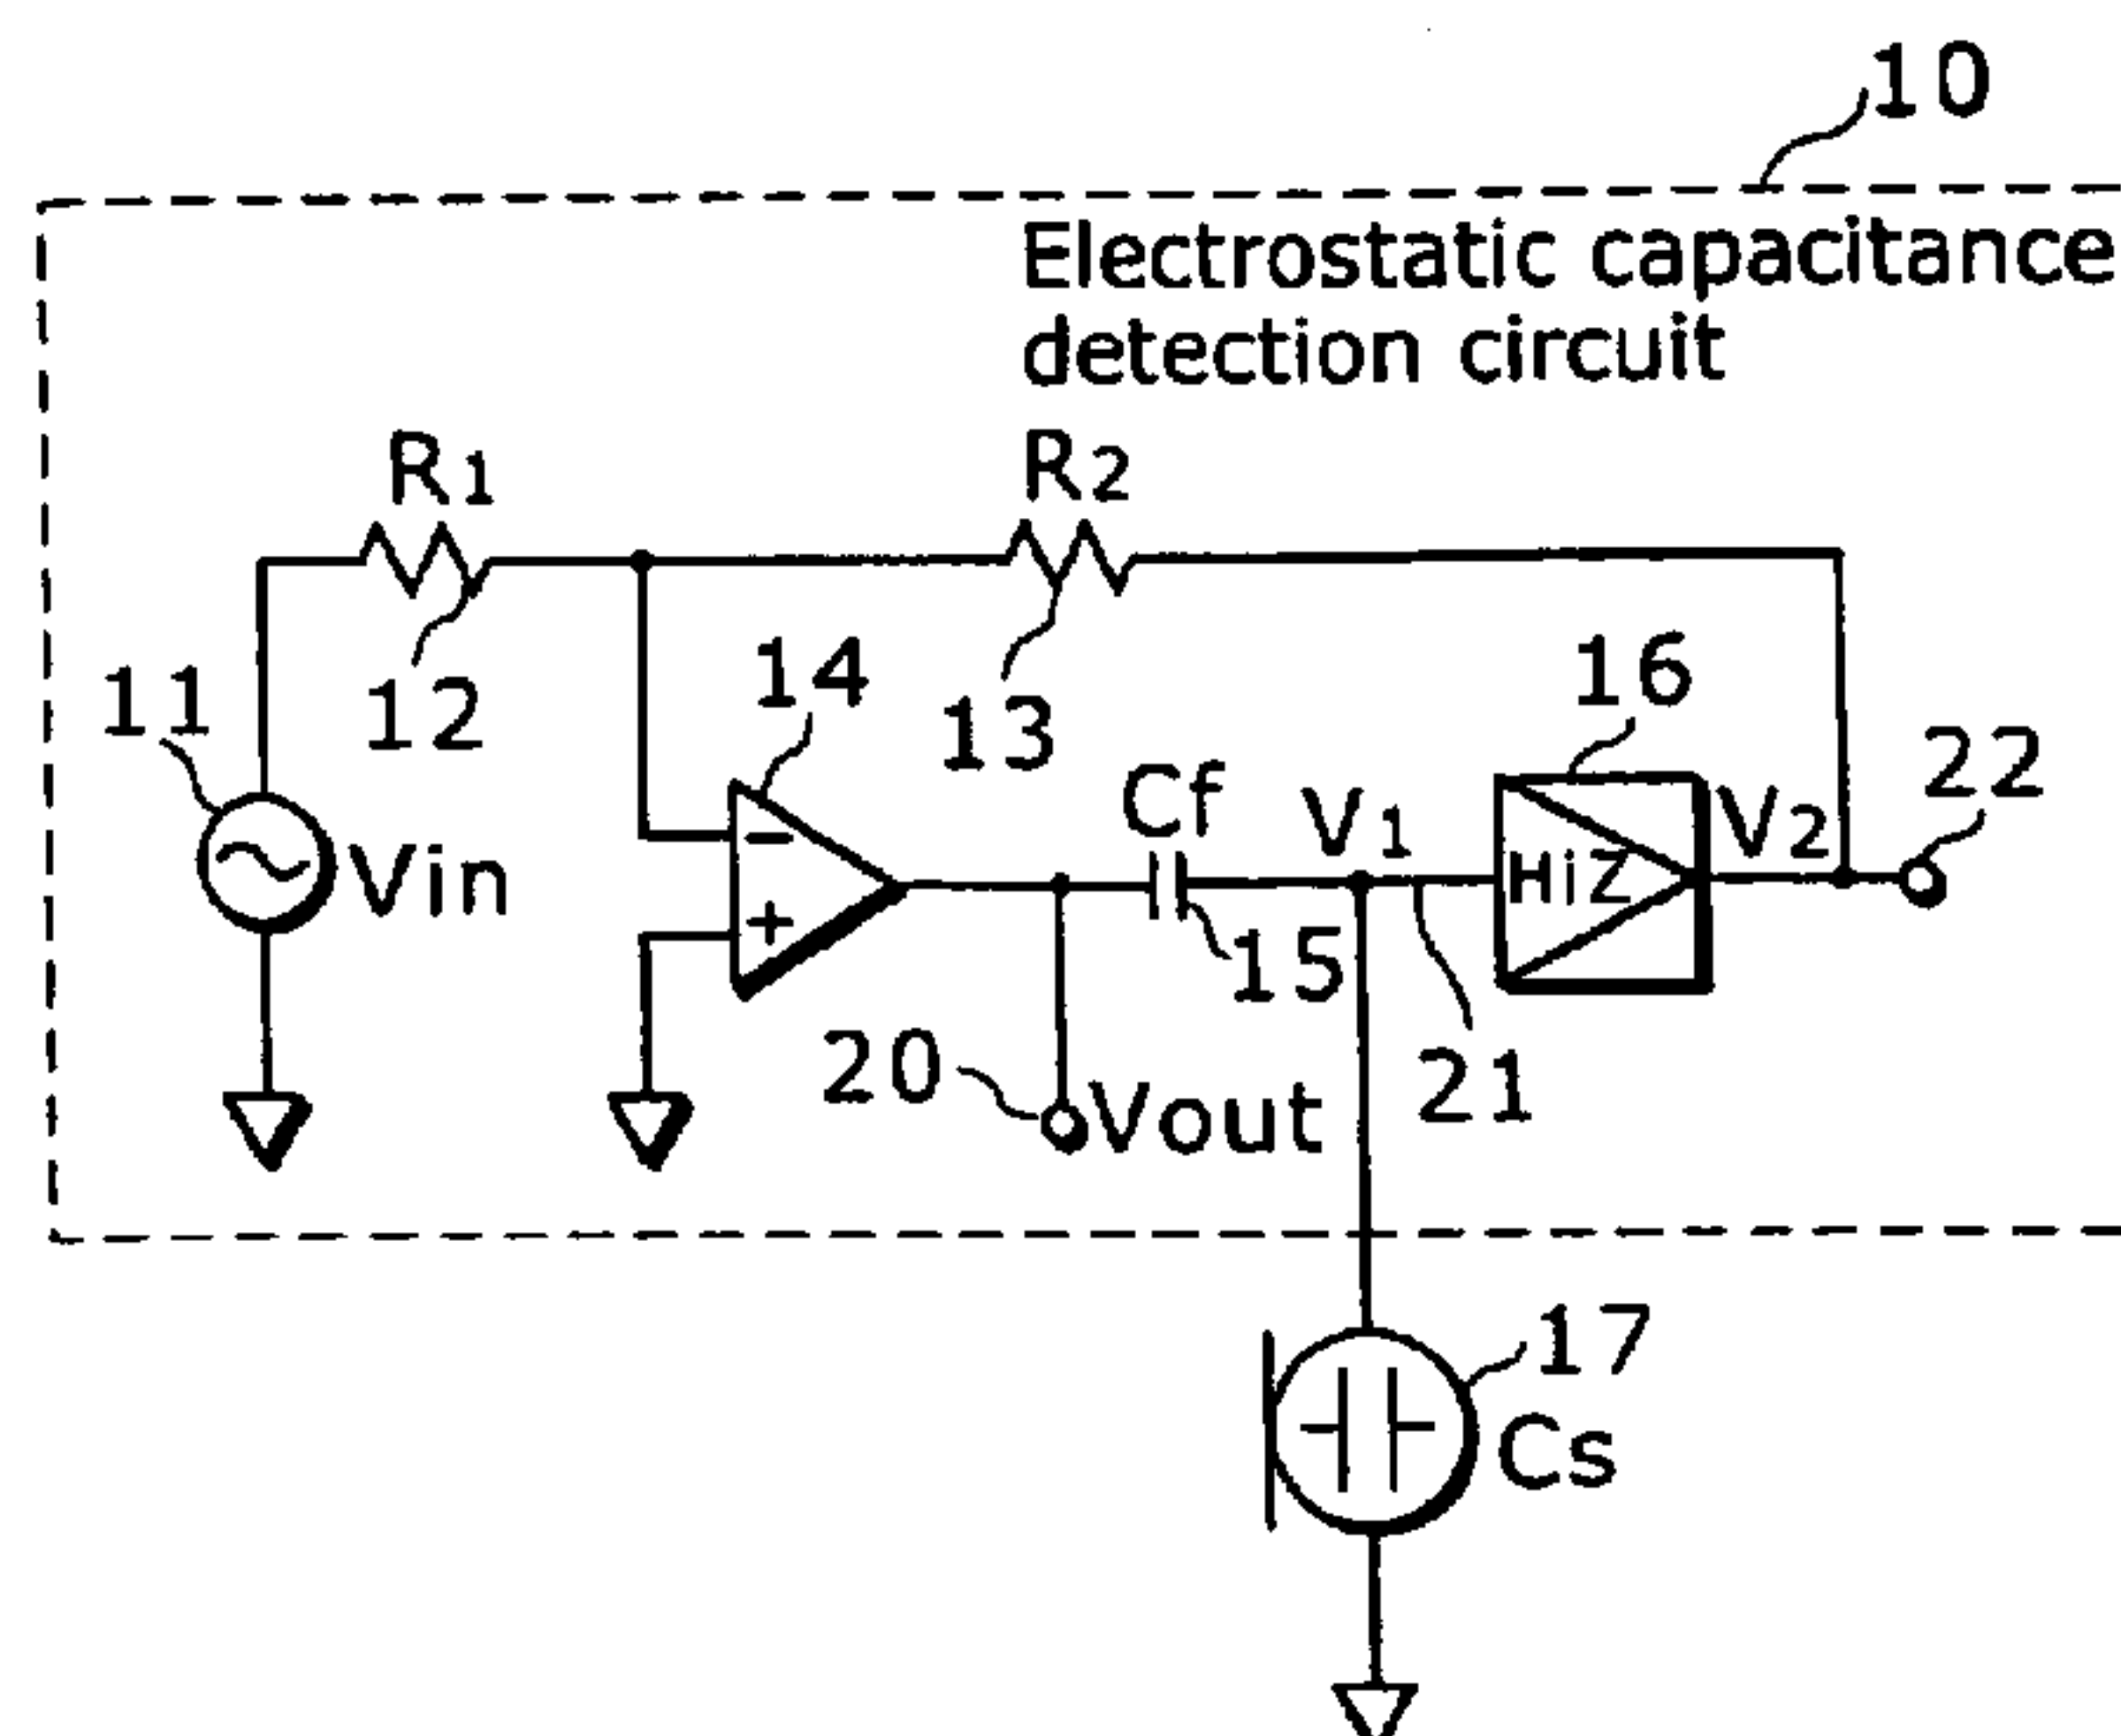 10
Electrostatic capacitance
detection circuit
R1
R2
11
12
14
13
16
22
Vin
Cf
V1
HiZ
V2
−
+
15
20
Vout
21
17
Cs